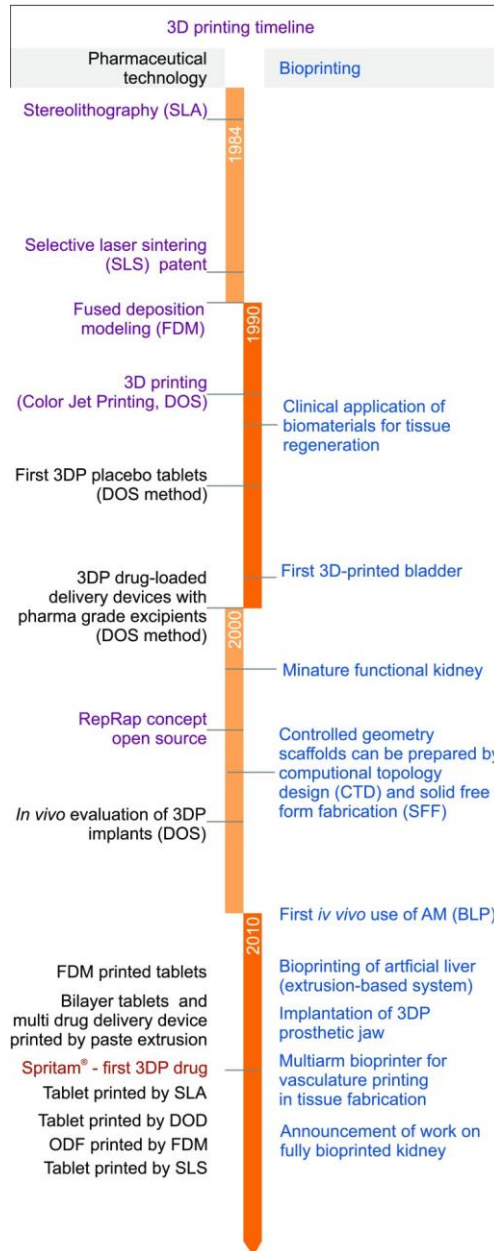 3D printing timeline
Pharmaceutical
technology
Bioprinting
Stereolithography (SLA)
1984
Selective laser sintering
(SLS) patent
Fused deposition
modeling (FDM)
1990
3D printing
(Color Jet Printing, DOS)
Clinical application of
biomaterials for tissue
regeneration
First 3DP placebo tablets
(DOS method)
First 3D-printed bladder
3DP drug-loaded
delivery devices with
pharma grade excipients
(DOS method)
2000
Minature functional kidney
RepRap concept
open source
Controlled geometry
scaffolds can be prepared by
computional topology
design (CTD) and solid free
form fabrication (SFF)
In vivo evaluation of 3DP
implants (DOS)
First iv vivo use of AM (BLP)
2010
FDM printed tablets
Bioprinting of artficial liver
(extrusion-based system)
Bilayer tablets and
multi drug delivery device
printed by paste extrusion
Implantation of 3DP
prosthetic jaw
Spritam® - first 3DP drug
Multiarm bioprinter for
vasculature printing
in tissue fabrication
Tablet printed by SLA
Tablet printed by DOD
ODF printed by FDM
Tablet printed by SLS
Announcement of work on
fully bioprinted kidney